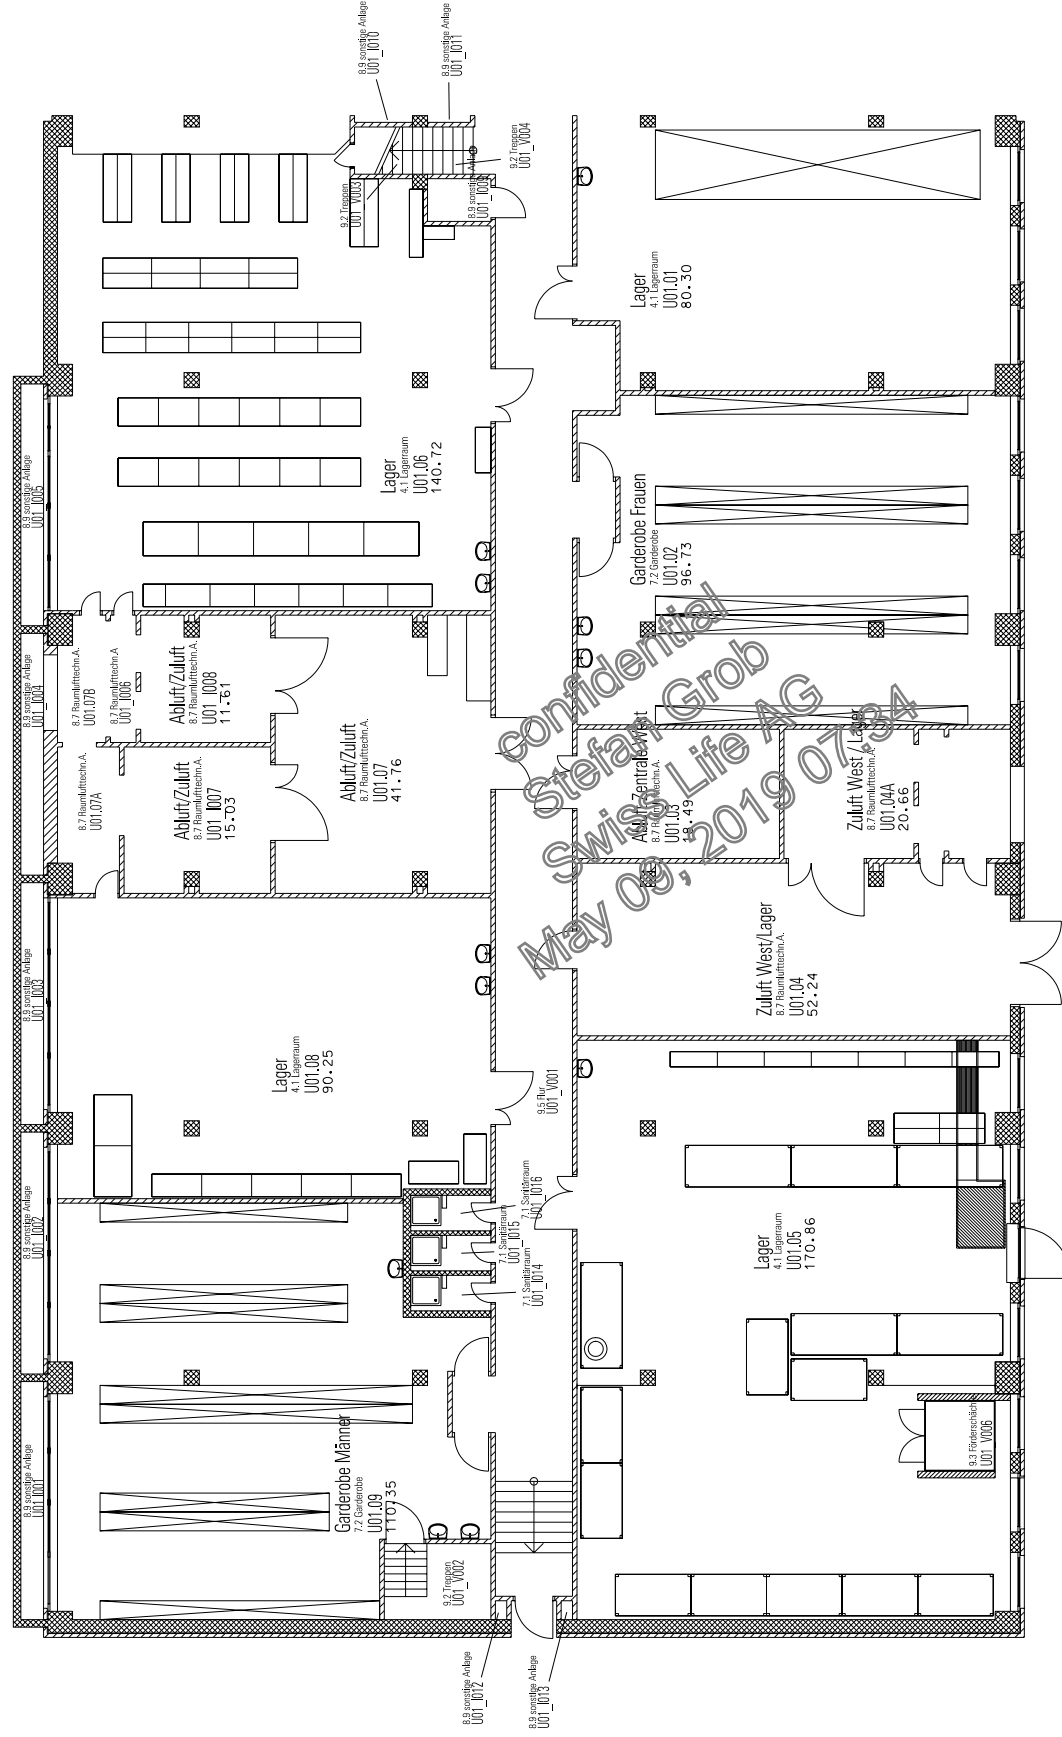 8.9 sonstige Anlage
U01_I010
8.9 sonstige Anlage
U01_I011
9.2 Treppen
U01_V003
9.2 Treppen
U01_V004
8.9 sonstige Anlage
U01_I009
Lager
4.1 Lagerraum
U01.01
80.30
Lager
4.1 Lagerraum
U01.06
140.72
8.9 sonstige Anlage
U01_I005
Garderobe Frauen
7.2 Garderobe
U01.02
96.73
8.9 sonstige Anlage
U01_I004
8.7 Raumlufttechn.A.
U01.07B
8.7 Raumlufttechn.A
U01_I006
Abluft/Zuluft
8.7 Raumlufttechn.A.
U01_I008
11.61
8.7 Raumlufttechn.A.
U01.07A
Abluft/Zuluft
8.7 Raumlufttechn.A.
U01_I007
15.03
Abluft/Zuluft
8.7 Raumlufttechn.A.
U01.07
41.76
Abluft-Zentrale West
8.7 Raumlufttechn.A.
U01.03
18.49
Zuluft West / Lager
8.7 Raumlufttechn.A.
U01.04A
20.66
confidential
Stefan Grob
Swiss Life AG
May 09, 2019 07:34
8.9 sonstige Anlage
U01_I003
Zuluft West/Lager
8.7 Raumlufttechn.A.
U01.04
52.24
Lager
4.1 Lagerraum
U01.08
90.25
9.5 Flur
U01_V001
8.9 sonstige Anlage
U01_I002
7.1 Sanitärraum
U01_I016
7.1 Sanitärraum
U01_I015
7.1 Sanitärraum
U01_I014
Lager
4.1 Lagerraum
U01.05
170.86
8.9 sonstige Anlage
U01_I001
Garderobe Männer
7.2 Garderobe
U01.09
110.35
9.3 Förderschächte
U01_V006
9.2 Treppen
U01_V002
8.9 sonstige Anlage
U01_I012
8.9 sonstige Anlage
U01_I013